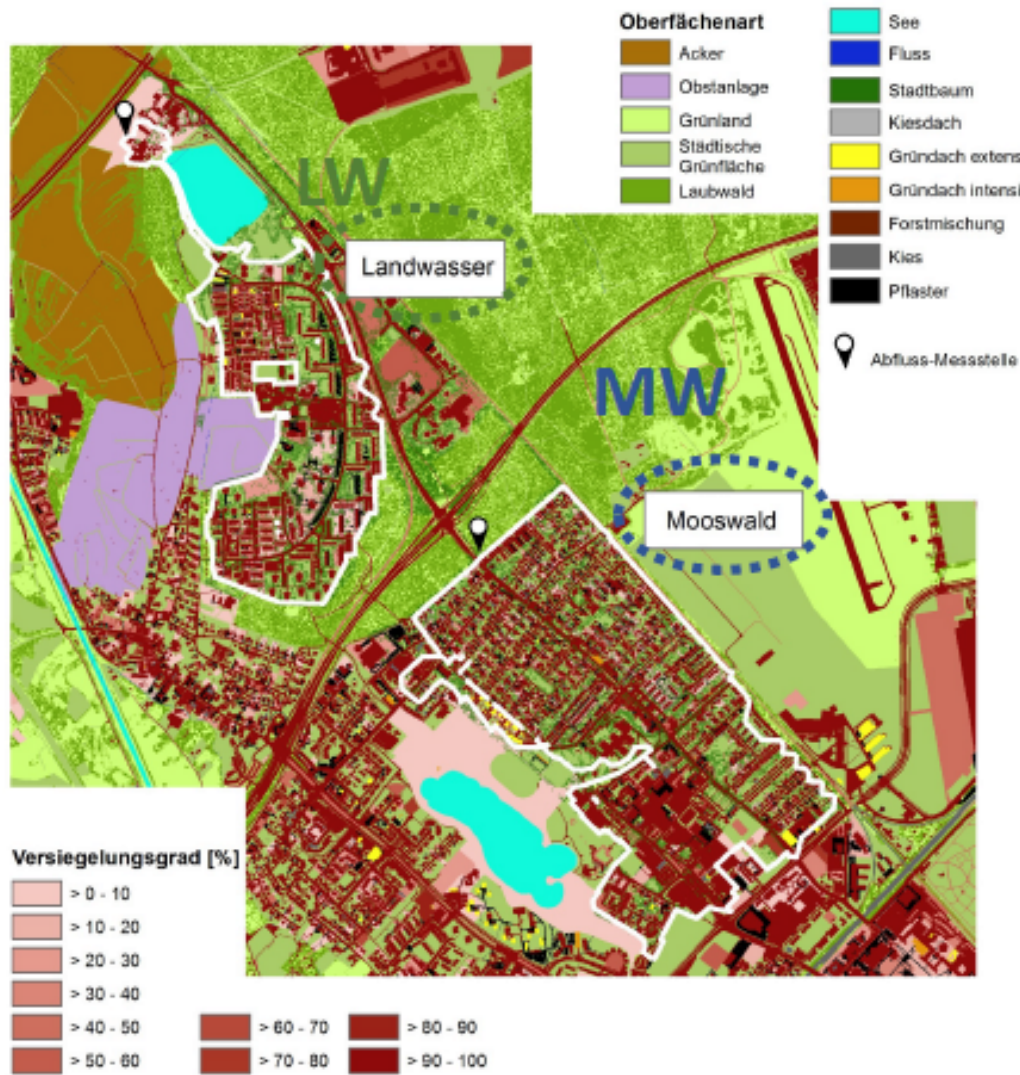 Oberfächenart
Acker
Obstanlage
Grünland
Städtische
Grünfläche
Laubwald
See
Fluss
Stadtbaum
Kiesdach
Gründach extens
Gründach intensi
Forstmischung
Kies
Pflaster
Abfluss-Messstelle
LW
Landwasser
MW
Mooswald
Versiegelungsgrad [%]
> 0 - 10
> 10 - 20
> 20 - 30
> 30 - 40
> 40 - 50
> 50 - 60
> 60 - 70
> 70 - 80
> 80 - 90
> 90 - 100